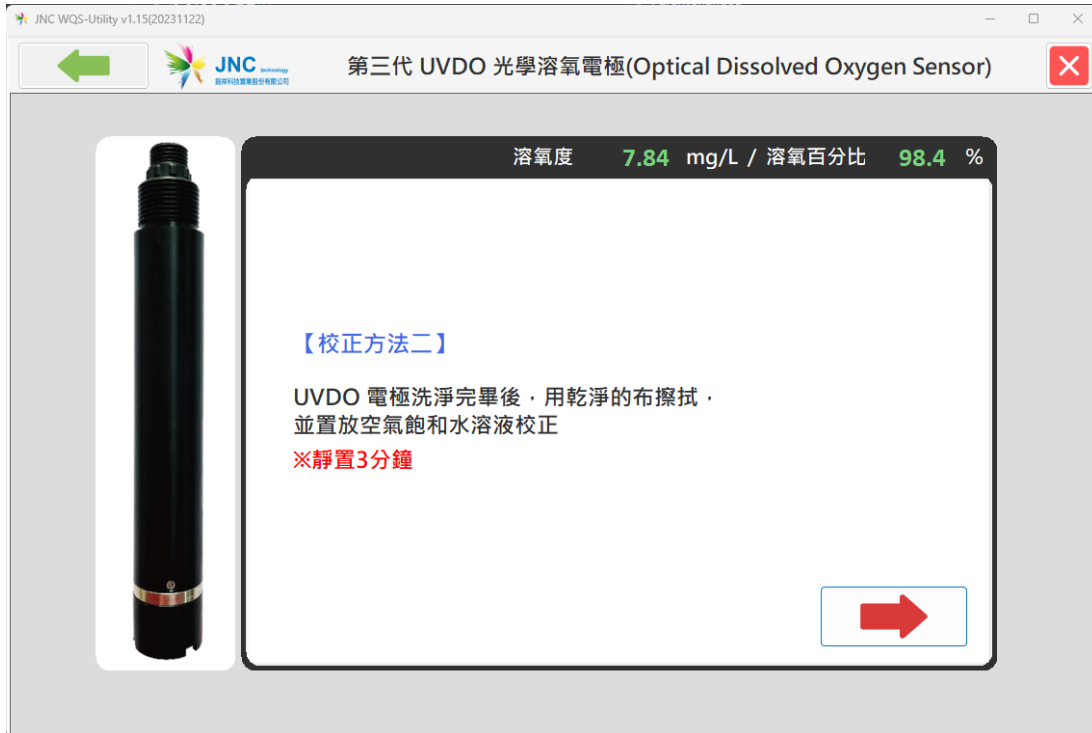 JNC WQS-Utility v1.15(20231122)
JNC technology
第三代 UVDO 光學溶氧電極(Optical Dissolved Oxygen Sensor)
溶氧度 7.84 mg/L / 溶氧百分比 98.4 %
【校正方法二】
UVDO 電極洗淨完畢後，用乾淨的布擦拭，
並置放空氣飽和水溶液校正
※靜置3分鐘